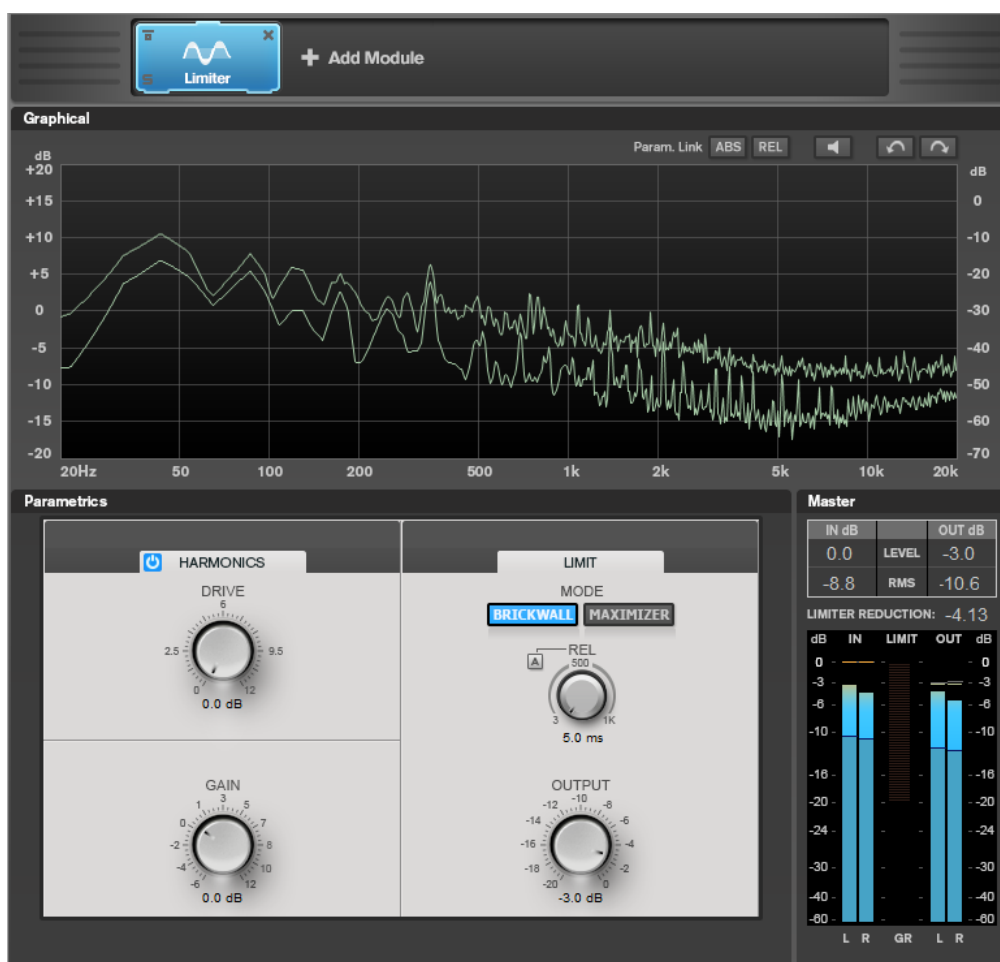 Limiter
+ Add Module
Graphical
Param. Link ABS REL
dB
+20
+15
+10
+5
0
-5
-10
-15
-20
dB
0
-10
-20
-30
-40
-50
-60
-70
20Hz 50 100 200 500 1k 2k 5k 10k 20k
Parametrics
HARMONICS
DRIVE
6
2.5 9.5
0 12
0.0 dB
GAIN
3
1 5
0 7
-2 8
-4 10
-6 12
0.0 dB
LIMIT
MODE
BRICKWALL MAXIMIZER
A REL
500
3 1K
5.0 ms
OUTPUT
-10
-12 -8
-14 -6
-16 -4
-18 -2
-20 0
-3.0 dB
Master
IN dB OUT dB
0.0 LEVEL -3.0
-8.8 RMS -10.6
LIMITER REDUCTION: -4.13
dB IN LIMIT OUT dB
0 0
-3 -3
-6 -6
-10 -10
-16 -16
-20 -20
-24 -24
-30 -30
-40 -40
-60 -60
L R GR L R